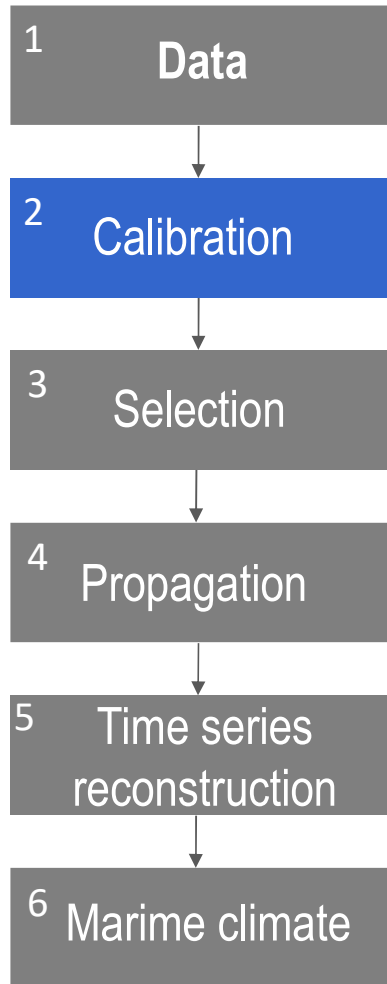 1
Data
2
Calibration
3
Selection
4
Propagation
5
Time series
reconstruction
6
Marime climate